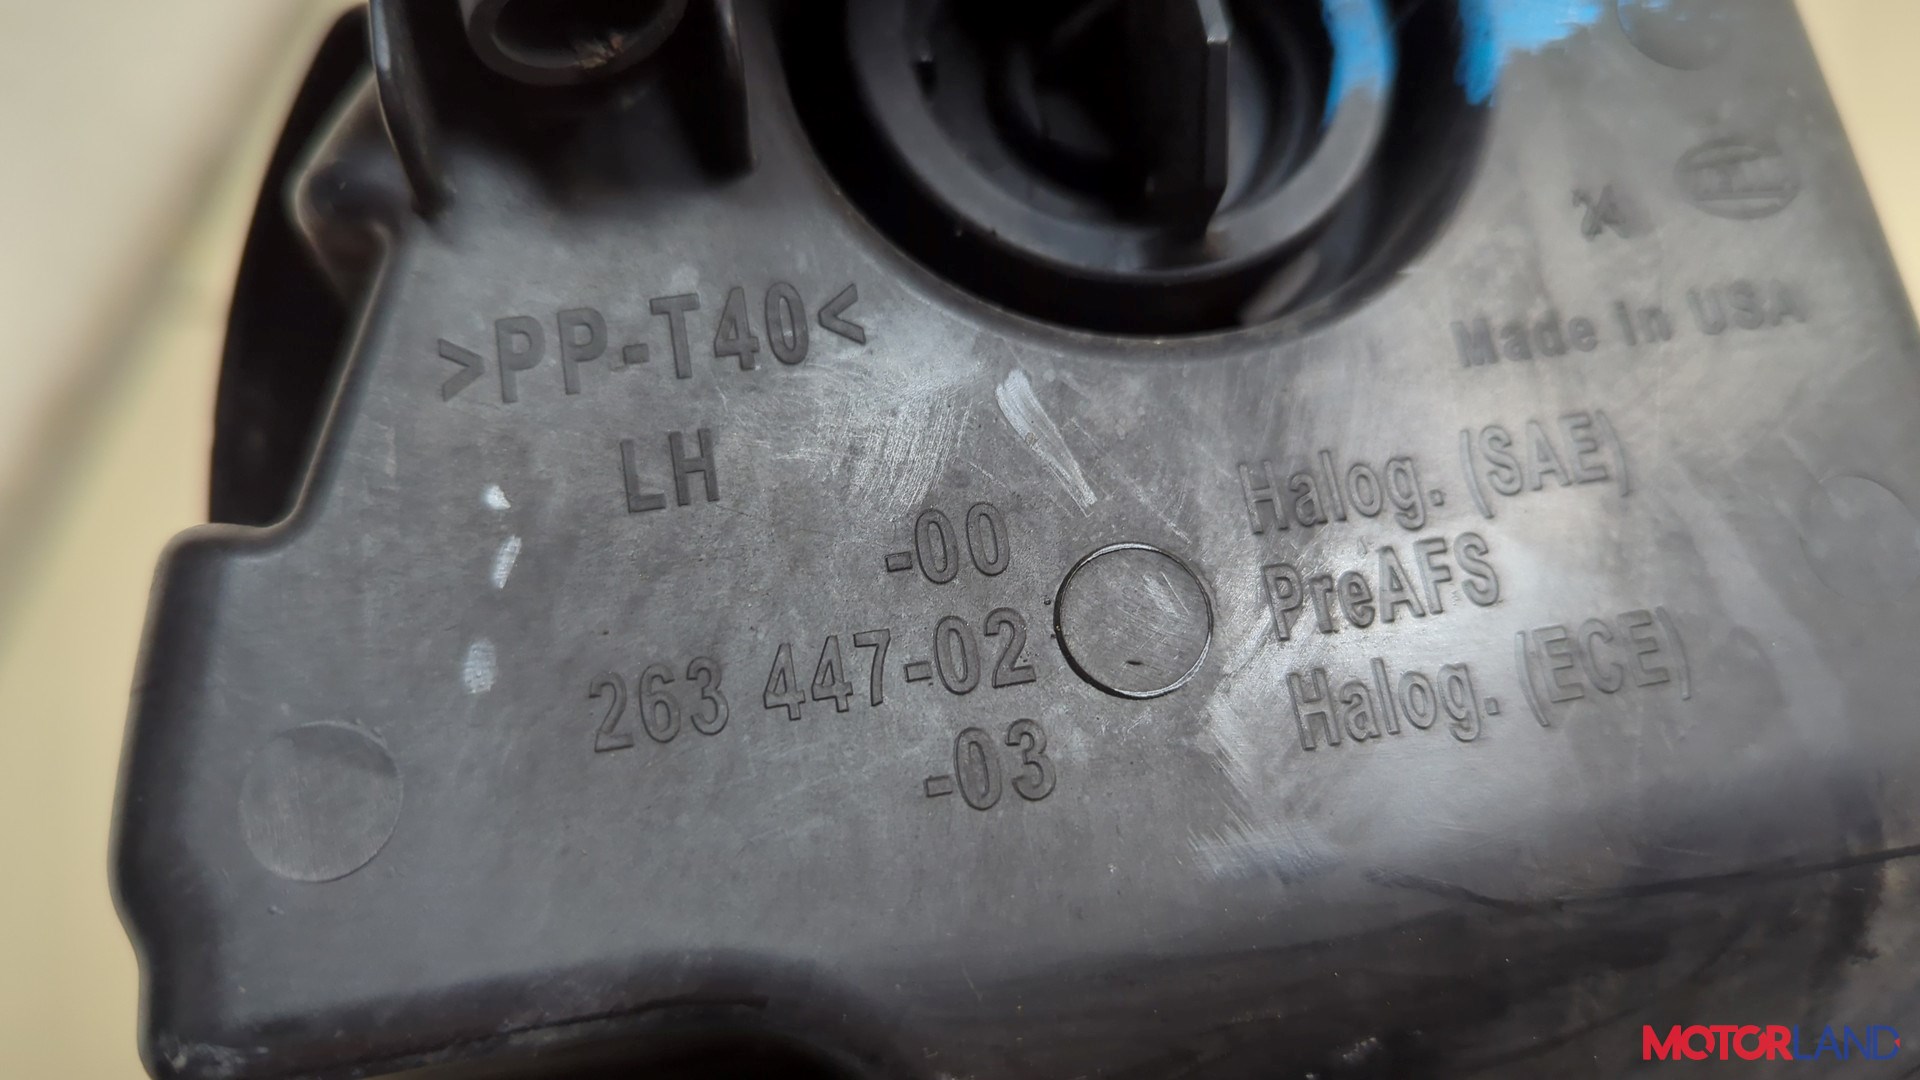 >PP-T40<
LH
Made in USA
-00 Halog. (SAE)
263 447-02 PreAFS
-03 Halog. (ECE)
MOTORLAND